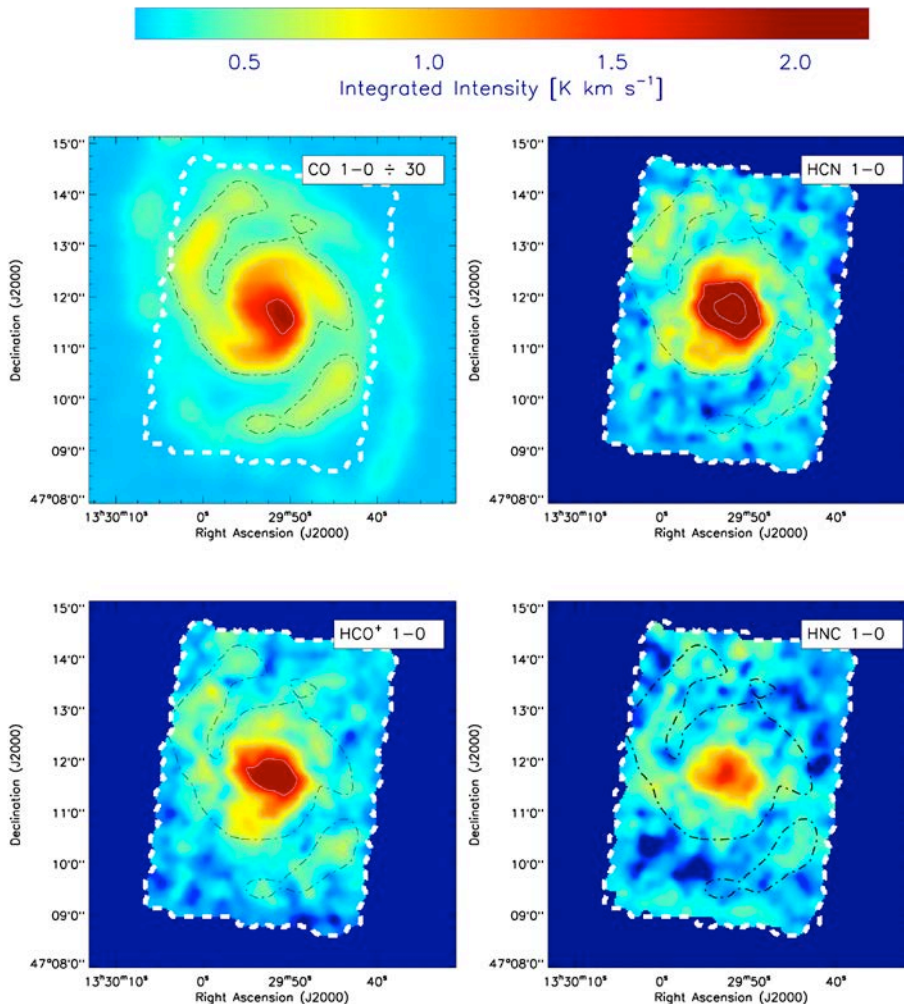 0.5 1.0 1.5 2.0
Integrated Intensity [K km s⁻¹]
CO 1-0 ÷ 30
15'0"
14'0"
13'0"
12'0"
11'0"
10'0"
09'0"
47°08'0"
Declination (J2000)
13ʰ30ᵐ10ˢ 0ˢ 29ᵐ50ˢ 40ˢ
Right Ascension (J2000)
HCN 1-0
15'0"
14'0"
13'0"
12'0"
11'0"
10'0"
09'0"
47°08'0"
Declination (J2000)
13ʰ30ᵐ10ˢ 0ˢ 29ᵐ50ˢ 40ˢ
Right Ascension (J2000)
HCO⁺ 1-0
15'0"
14'0"
13'0"
12'0"
11'0"
10'0"
09'0"
47°08'0"
Declination (J2000)
13ʰ30ᵐ10ˢ 0ˢ 29ᵐ50ˢ 40ˢ
Right Ascension (J2000)
HNC 1-0
15'0"
14'0"
13'0"
12'0"
11'0"
10'0"
09'0"
47°08'0"
Declination (J2000)
13ʰ30ᵐ10ˢ 0ˢ 29ᵐ50ˢ 40ˢ
Right Ascension (J2000)